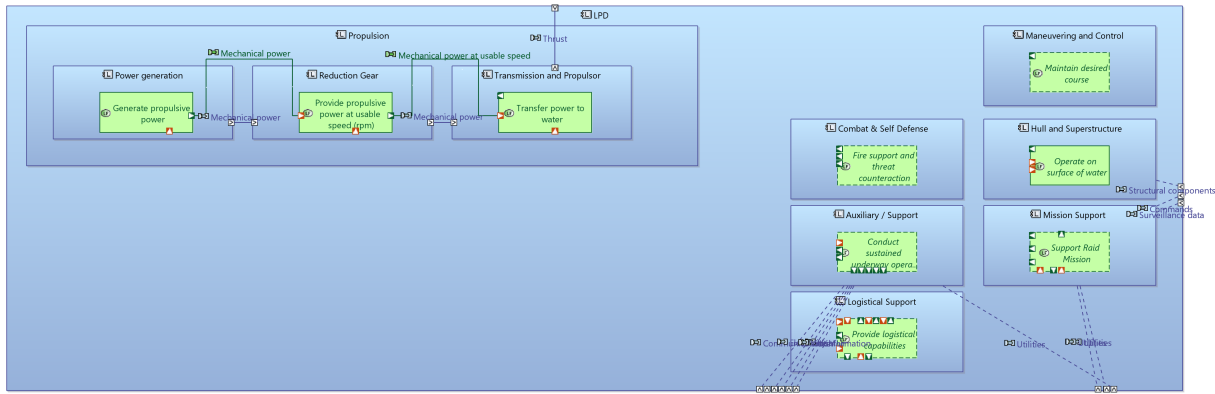 LPD
Propulsion
Thrust
Maneuvering and Control
Mechanical power
Mechanical power at usable speed
Power generation
Reduction Gear
Transmission and Propulsor
Maintain desired
course
Generate propulsive
power
Provide propulsive
power at usable
speed (rpm)
Transfer power to
water
Mechanical power
Mechanical power
Combat & Self Defense
Hull and Superstructure
Fire support and
threat
counteraction
Operate on
surface of water
Structural components
Commands
Surveillance data
Auxiliary / Support
Mission Support
Conduct
sustained
underway opera
Support Raid
Mission
Logistical Support
Provide logistical
capabilities
Utilities
Utilities